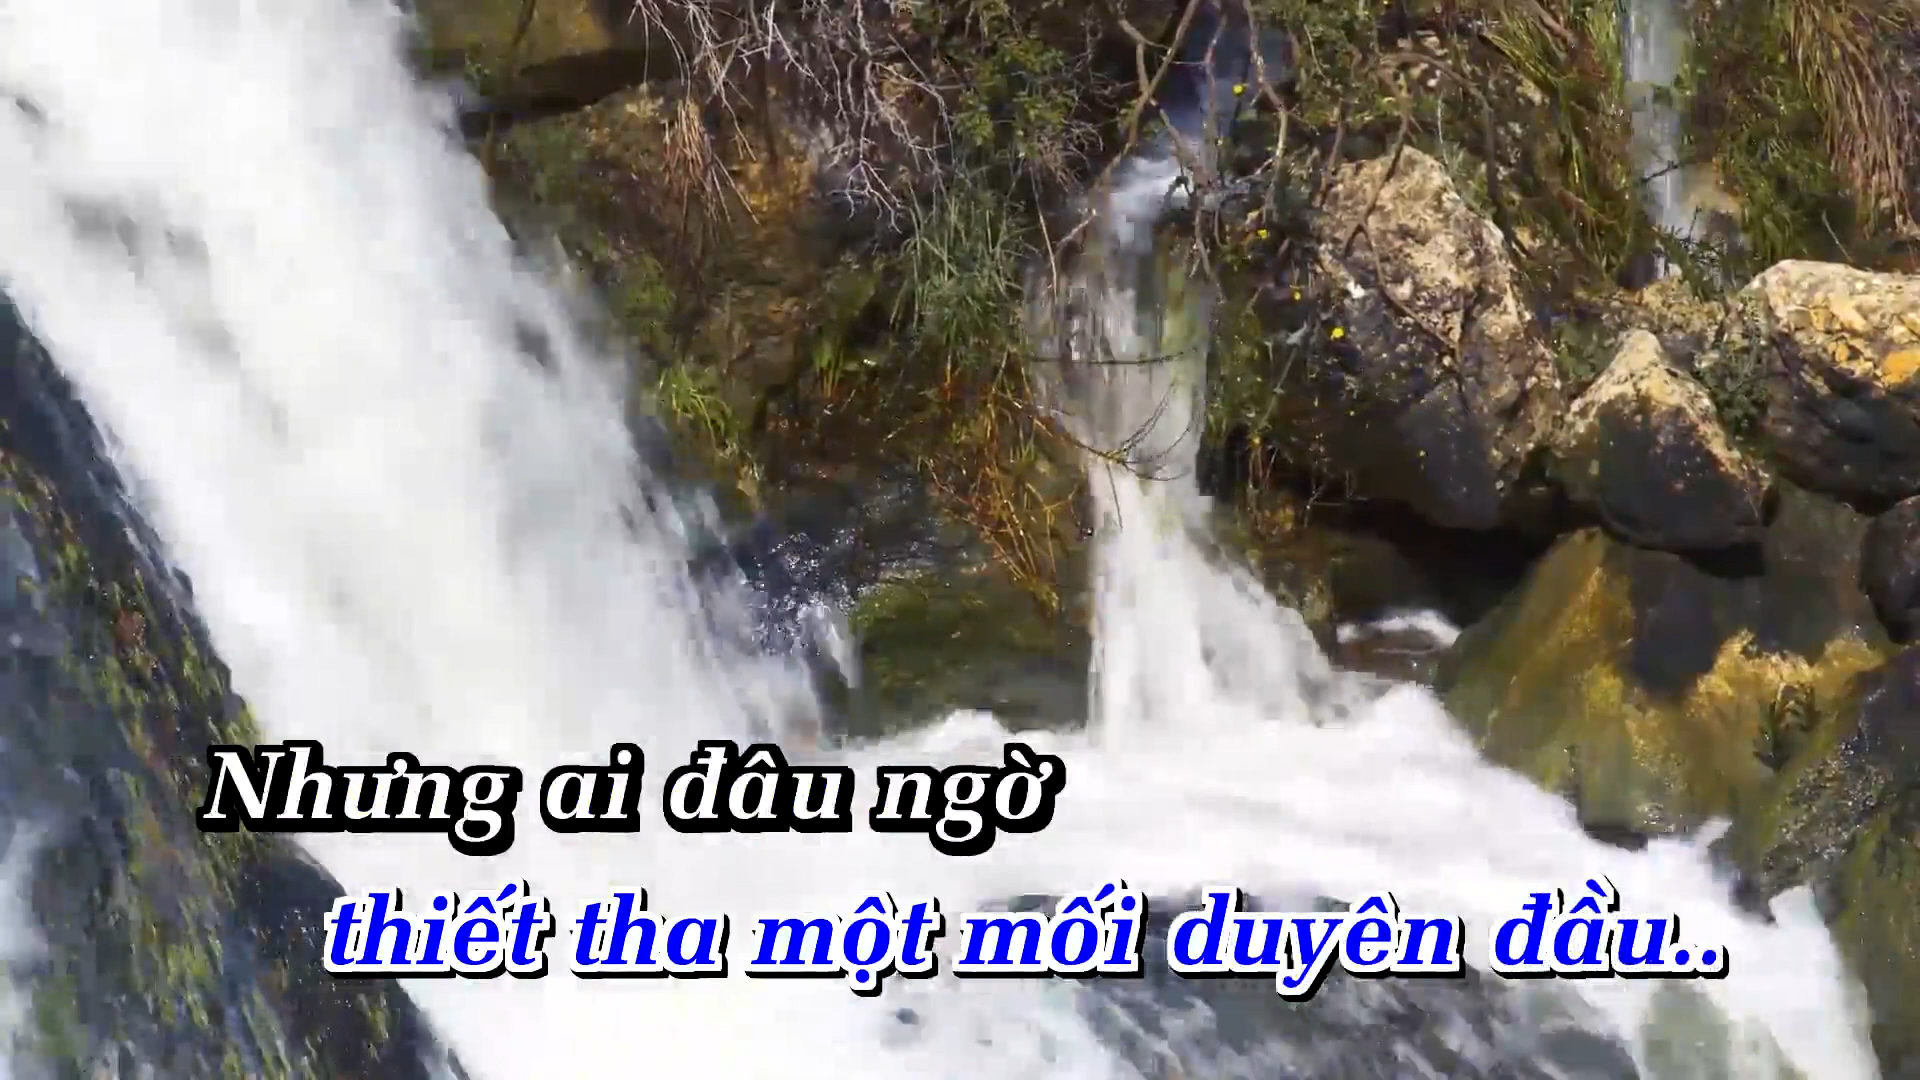 Nhưng ai đâu ngờ
thiết tha một mối duyên đầu..